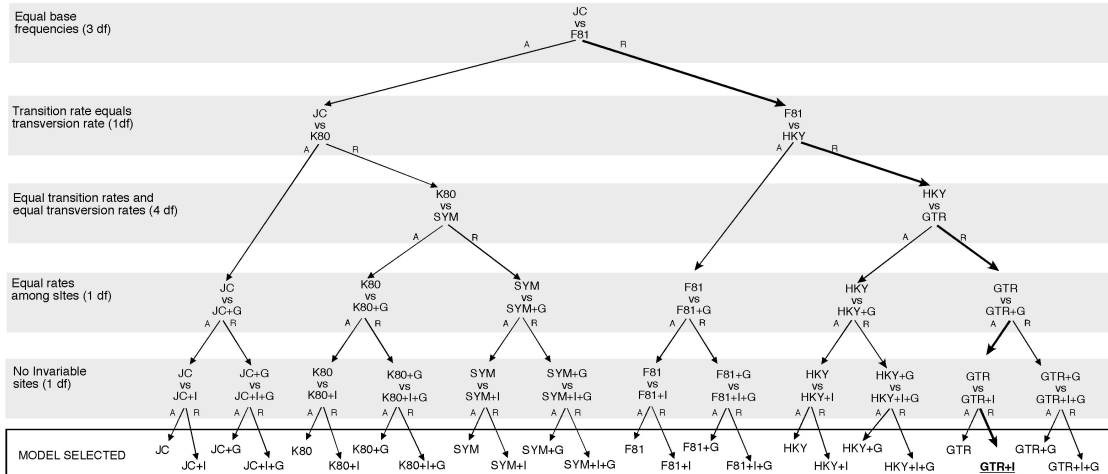 Equal base
frequencies (3 df)
JC
vs
F81
A
R
Transition rate equals
transversion rate (1df)
JC
vs
K80
A
R
F81
vs
HKY
A
R
Equal transition rates and
equal transversion rates (4 df)
K80
vs
SYM
A
R
HKY
vs
GTR
A
R
Equal rates
among sites (1 df)
JC
vs
JC+G
A R
K80
vs
K80+G
A R
SYM
vs
SYM+G
A R
F81
vs
F81+G
A R
HKY
vs
HKY+G
A R
GTR
vs
GTR+G
A R
No Invariable
sites (1 df)
JC
vs
JC+I
A R
JC+G
vs
JC+I+G
A R
K80
vs
K80+I
A R
K80+G
vs
K80+I+G
A R
SYM
vs
SYM+I
A R
SYM+G
vs
SYM+I+G
A R
F81
vs
F81+I
A R
F81+G
vs
F81+I+G
A R
HKY
vs
HKY+I
A R
HKY+G
vs
HKY+I+G
A R
GTR
vs
GTR+I
A R
GTR+G
vs
GTR+I+G
A R
MODEL SELECTED
JC
JC+I
JC+G
JC+I+G
K80
K80+I
K80+G
K80+I+G
SYM
SYM+I
SYM+G
SYM+I+G
F81
F81+I
F81+G
F81+I+G
HKY
HKY+I
HKY+G
HKY+I+G
GTR
GTR+I
GTR+G
GTR+I+G